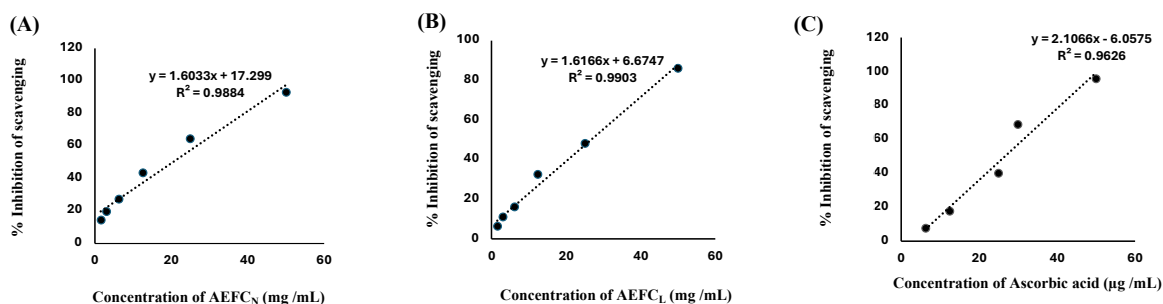 (A)
% Inhibition of scavenging
120
100
80
60
40
20
0
y = 1.6033x + 17.299
R² = 0.9884
0 20 40 60
Concentration of AEFC_N (mg /mL)
(B)
% Inhibition of scavenging
100
80
60
40
20
0
y = 1.6166x + 6.6747
R² = 0.9903
0 20 40 60
Concentration of AEFC_L (mg /mL)
(C)
% Inhibition of scavenging
120
100
80
60
40
20
0
y = 2.1066x - 6.0575
R² = 0.9626
0 20 40 60
Concentration of Ascorbic acid (µg /mL)